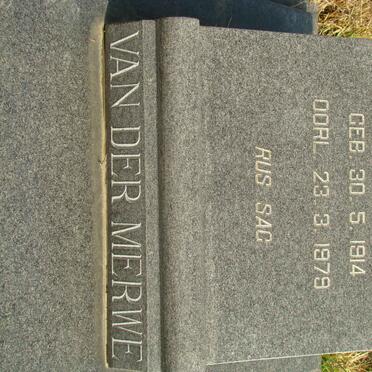 GEB. 30. 5. 1914
OORL. 23. 3. 1979
RUS SAG
VAN DER MERWE